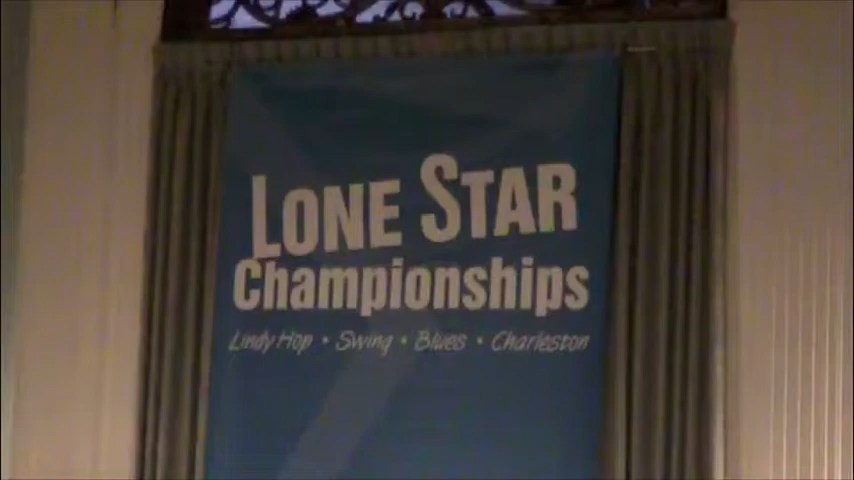 LONE STAR
Championships
Lindy Hop • Swing • Blues • Charleston